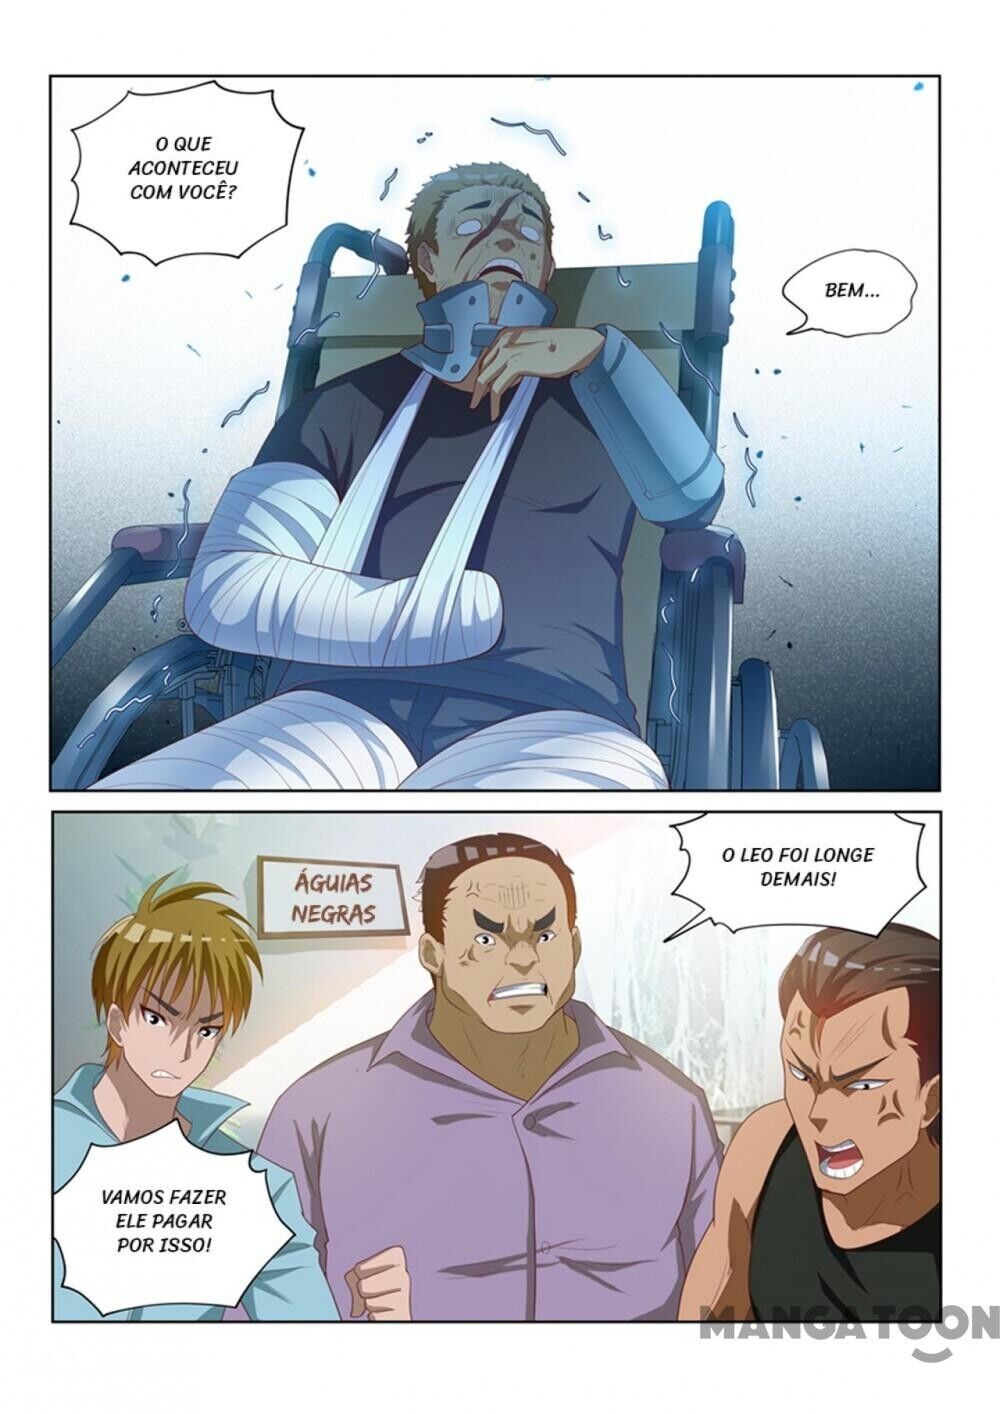 O QUE
ACONTECEU
COM VOCÊ?
BEM...
ÁGUIAS
NEGRAS
O LEO FOI LONGE
DEMAIS!
VAMOS FAZER
ELE PAGAR
POR ISSO!
MANGATOON